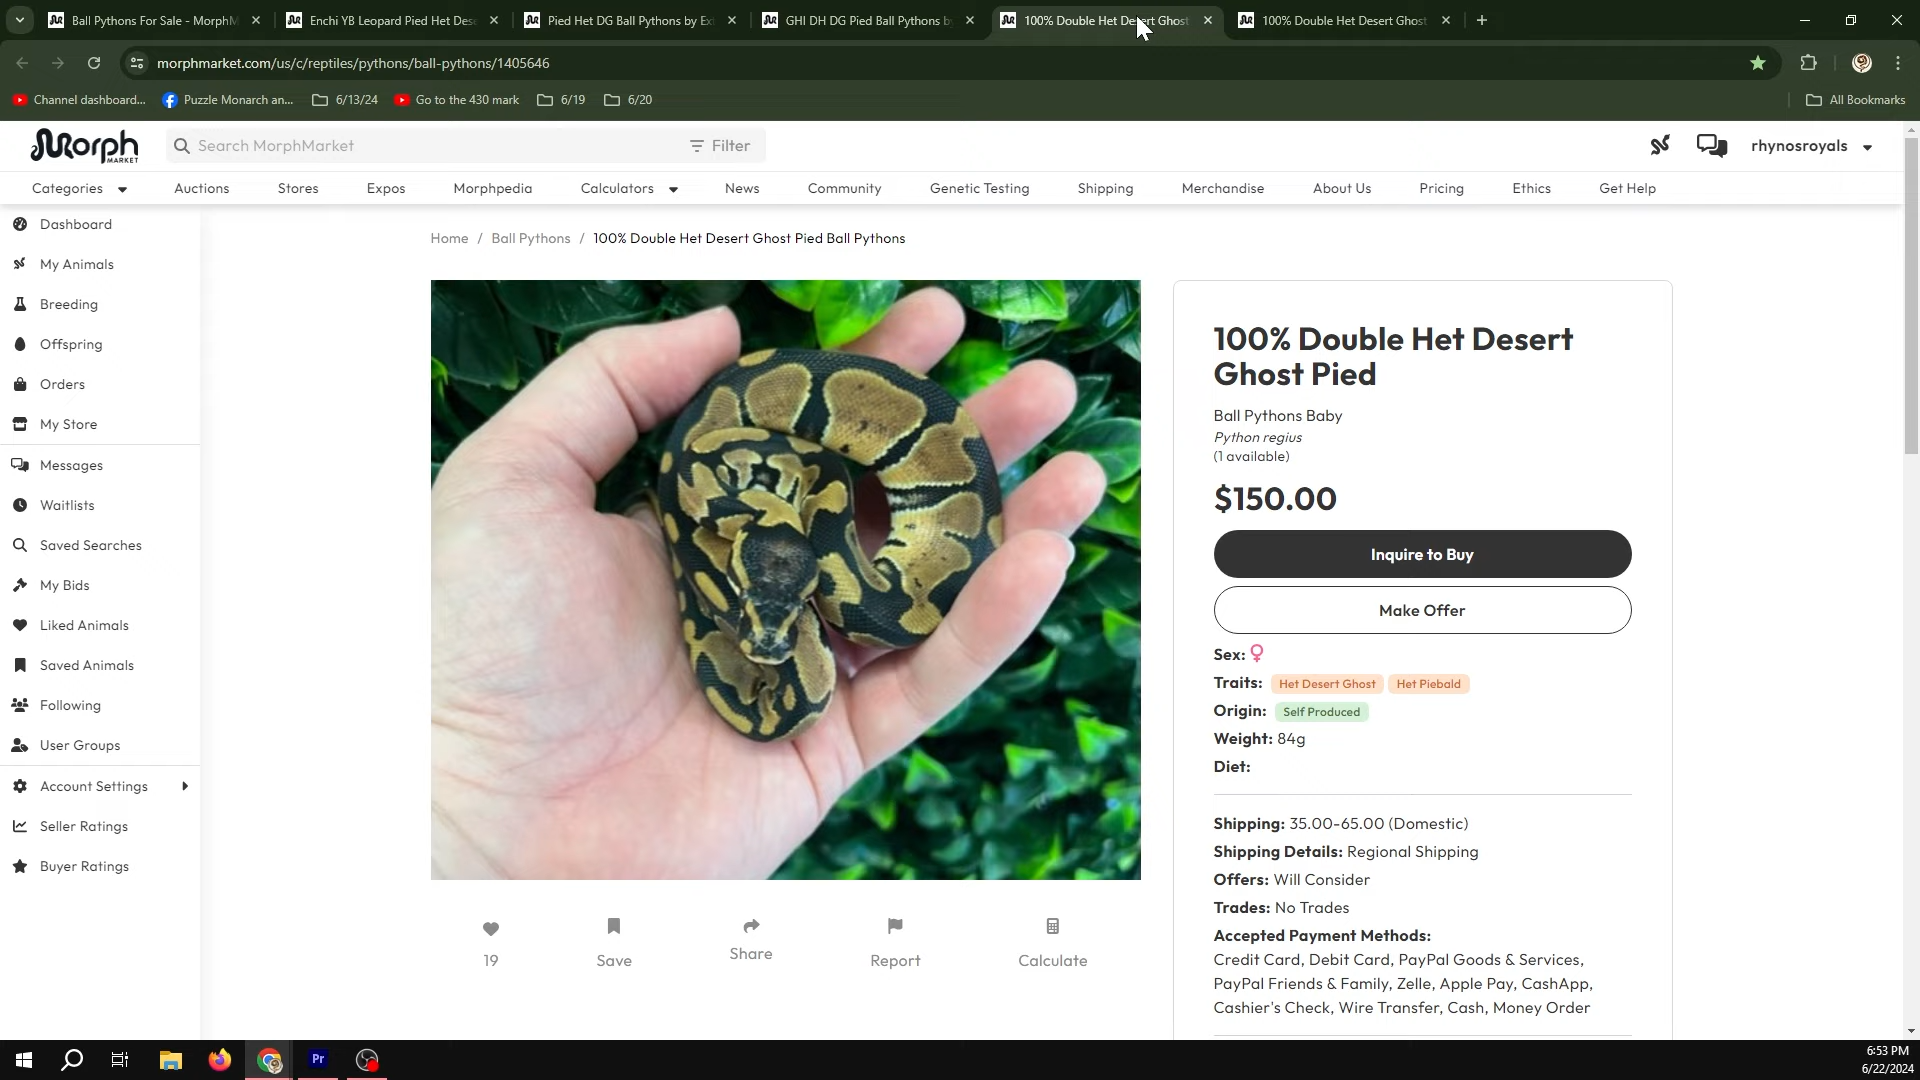 Ball Pythons For Sale - MorphM
Enchi YB Leopard Pied Het Dese
Pied Het DG Ball Pythons by Ext
GHI DH DG Pied Ball Pythons by
100% Double Het Desert Ghost
100% Double Het Desert Ghost
morphmarket.com/us/c/reptiles/pythons/ball-pythons/1405646
Channel dashboard...
Puzzle Monarch an...
6/13/24
Go to the 430 mark
6/19
6/20
All Bookmarks
Morph
MARKET
Search MorphMarket
Filter
rhynosroyals
Categories
Auctions
Stores
Expos
Morphpedia
Calculators
News
Community
Genetic Testing
Shipping
Merchandise
About Us
Pricing
Ethics
Get Help
Dashboard
My Animals
Breeding
Offspring
Orders
My Store
Messages
Waitlists
Saved Searches
My Bids
Liked Animals
Saved Animals
Following
User Groups
Account Settings
Seller Ratings
Buyer Ratings
Home / Ball Pythons / 100% Double Het Desert Ghost Pied Ball Pythons
19
Save
Share
Report
Calculate
100% Double Het Desert
Ghost Pied
Ball Pythons Baby
Python regius
(1 available)
$150.00
Inquire to Buy
Make Offer
Sex: ♀
Traits: Het Desert Ghost Het Piebald
Origin: Self Produced
Weight: 84g
Diet:
Shipping: 35.00-65.00 (Domestic)
Shipping Details: Regional Shipping
Offers: Will Consider
Trades: No Trades
Accepted Payment Methods:
Credit Card, Debit Card, PayPal Goods & Services,
PayPal Friends & Family, Zelle, Apple Pay, CashApp,
Cashier's Check, Wire Transfer, Cash, Money Order
Pr
6:53 PM
6/22/2024